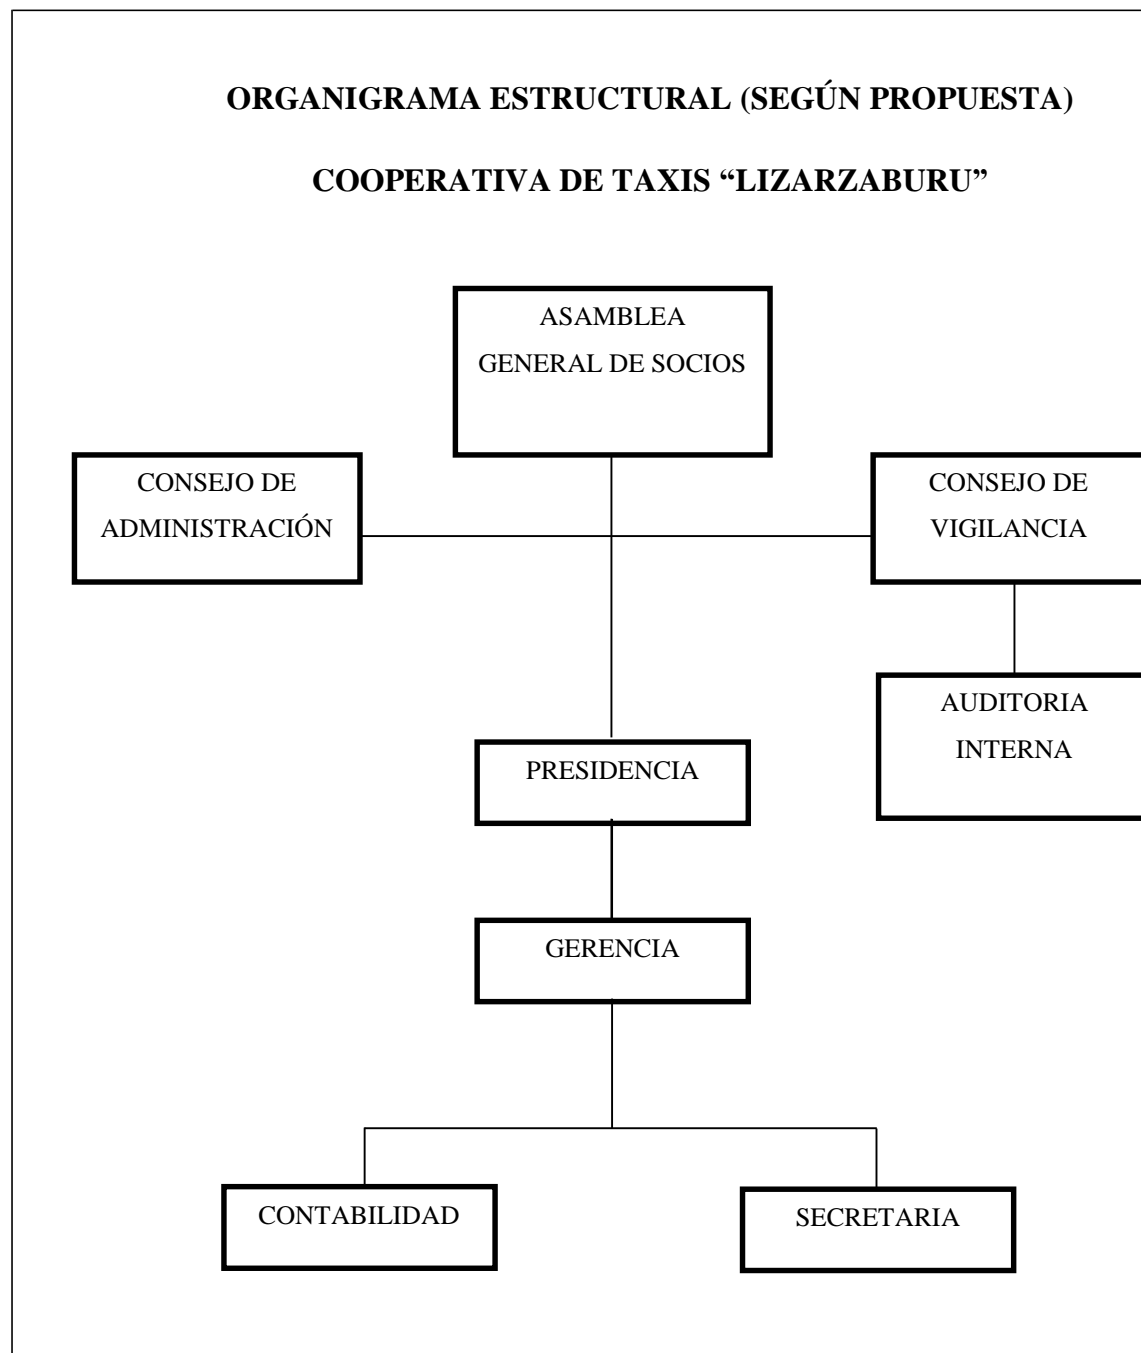 ORGANIGRAMA ESTRUCTURAL (SEGÚN PROPUESTA)
COOPERATIVA DE TAXIS “LIZARZABURU”
ASAMBLEA
GENERAL DE SOCIOS
CONSEJO DE
ADMINISTRACIÓN
CONSEJO DE
VIGILANCIA
AUDITORIA
INTERNA
PRESIDENCIA
GERENCIA
CONTABILIDAD
SECRETARIA